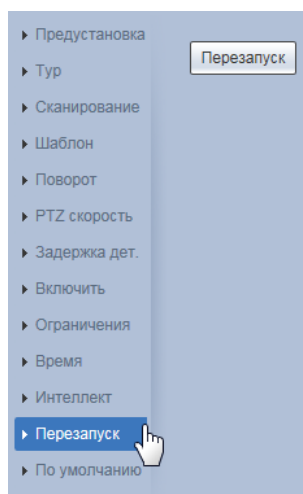 Предустановка
Тур
Сканирование
Шаблон
Поворот
PTZ скорость
Задержка дет.
Включить
Ограничения
Время
Интеллект
Перезапуск
По умолчанию
Перезапуск